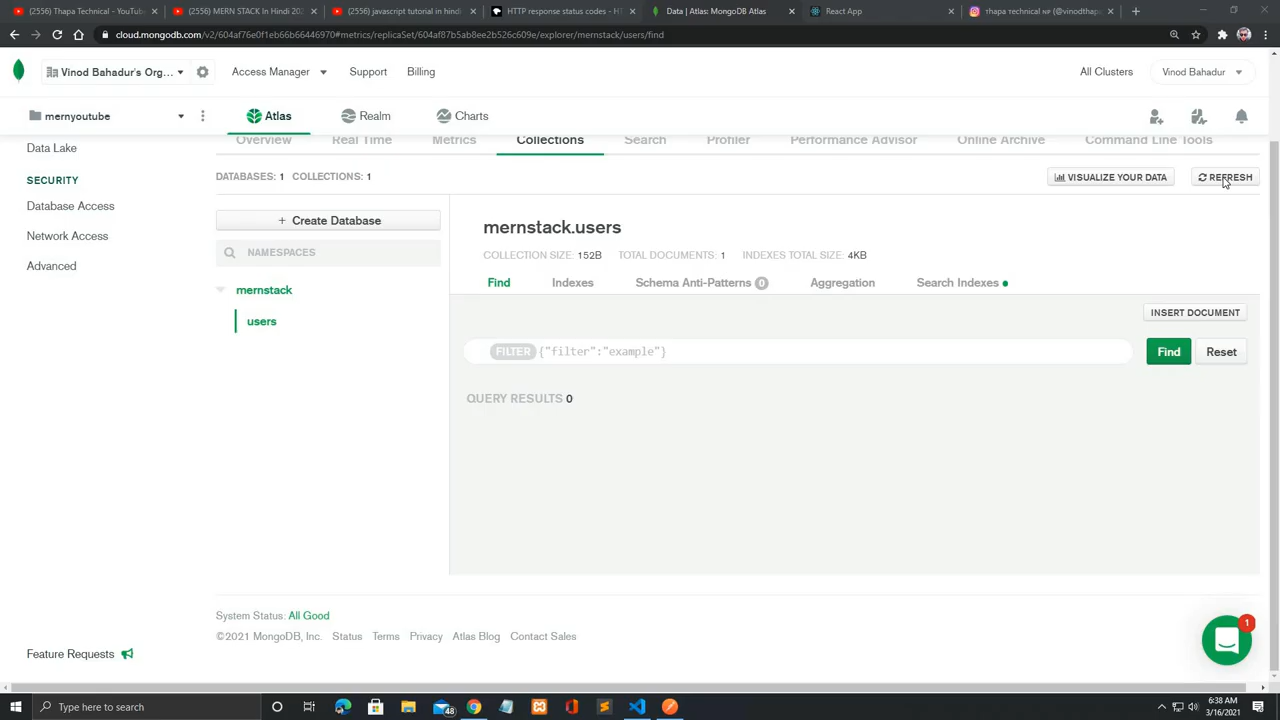 (2556) Thapa Technical - YouTub
(2556) MERN STACK In Hindi 202
(2556) javascript tutorial in hindi
HTTP response status codes - HT
Data | Atlas: MongoDB Atlas
React App
thapa technical नेपा (@vinodthapa
cloud.mongodb.com/v2/604af76e0f1eb66b66446970#metrics/replicaSet/604af87b5ab8ee2b526c609e/explorer/mernstack/users/find
Vinod Bahadur's Org...
Access Manager
Support
Billing
All Clusters
Vinod Bahadur
mernyoutube
Atlas
Realm
Charts
Data Lake
Overview
Real Time
Metrics
Collections
Search
Profiler
Performance Advisor
Online Archive
Command Line Tools
SECURITY
Database Access
Network Access
Advanced
DATABASES: 1 COLLECTIONS: 1
VISUALIZE YOUR DATA
REFRESH
+ Create Database
NAMESPACES
mernstack
users
mernstack.users
COLLECTION SIZE: 152B TOTAL DOCUMENTS: 1 INDEXES TOTAL SIZE: 4KB
Find
Indexes
Schema Anti-Patterns 0
Aggregation
Search Indexes
INSERT DOCUMENT
FILTER {"filter":"example"}
Find
Reset
QUERY RESULTS 0
System Status: All Good
©2021 MongoDB, Inc. Status Terms Privacy Atlas Blog Contact Sales
Feature Requests
1
Type here to search
48
6:38 AM
3/16/2021